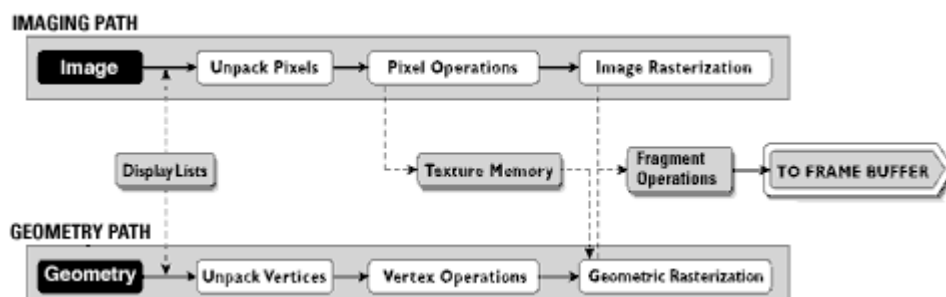 IMAGING PATH
Image
Unpack Pixels
Pixel Operations
Image Rasterization
Display Lists
Texture Memory
Fragment
Operations
TO FRAME BUFFER
GEOMETRY PATH
Geometry
Unpack Vertices
Vertex Operations
Geometric Rasterization